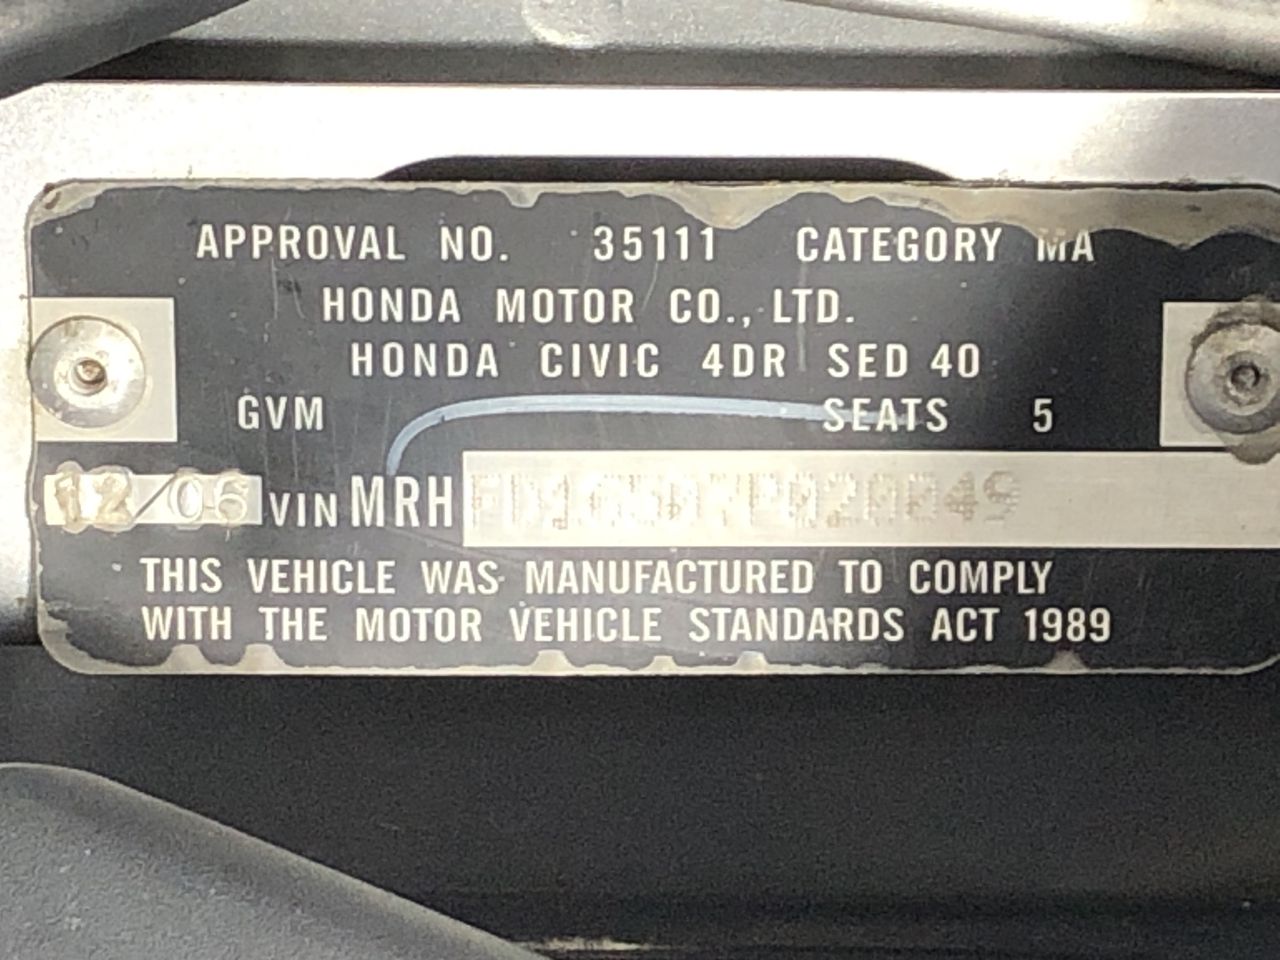 APPROVAL NO. 35111 CATEGORY MA
HONDA MOTOR CO., LTD.
HONDA CIVIC 4DR SED 40
GVM SEATS 5
12/06 VIN MRH
THIS VEHICLE WAS MANUFACTURED TO COMPLY
WITH THE MOTOR VEHICLE STANDARDS ACT 1989